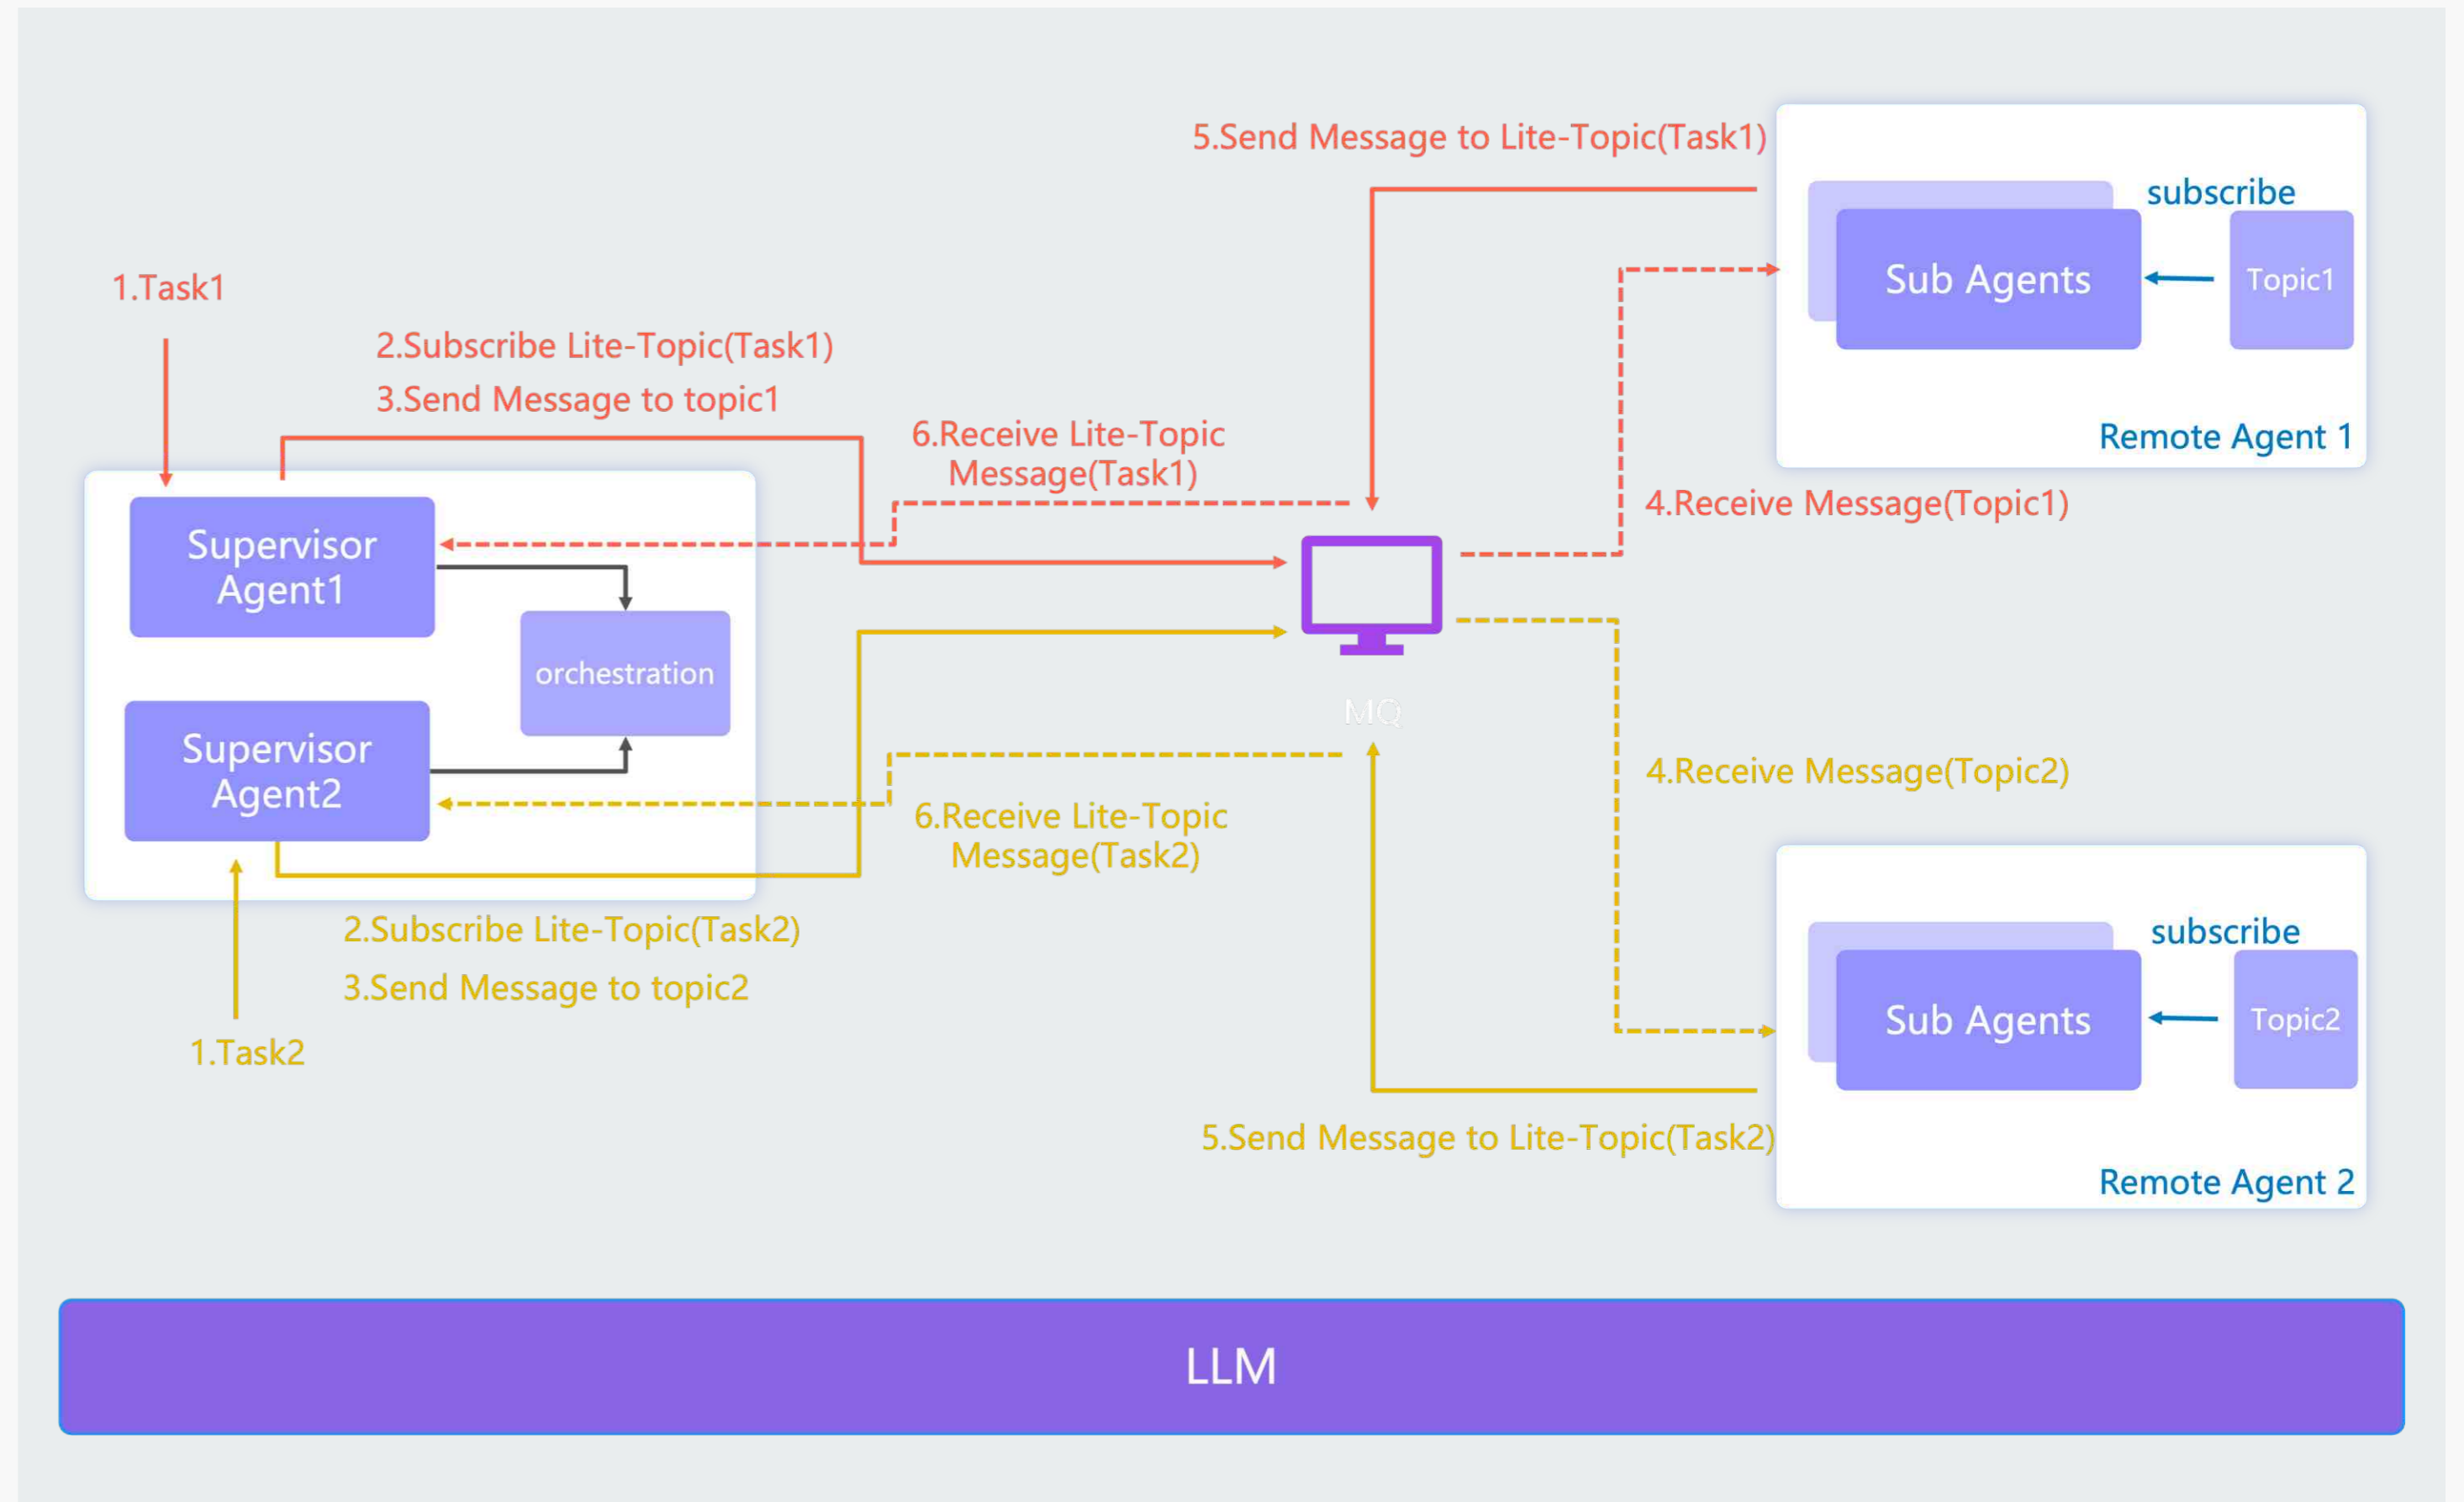 5.Send Message to Lite-Topic(Task1)
subscribe
Sub Agents
Topic1
Remote Agent 1
1.Task1
2.Subscribe Lite-Topic(Task1)
3.Send Message to topic1
6.Receive Lite-Topic
Message(Task1)
4.Receive Message(Topic1)
Supervisor
Agent1
orchestration
MQ
Supervisor
Agent2
4.Receive Message(Topic2)
6.Receive Lite-Topic
Message(Task2)
2.Subscribe Lite-Topic(Task2)
3.Send Message to topic2
1.Task2
subscribe
Sub Agents
Topic2
5.Send Message to Lite-Topic(Task2)
Remote Agent 2
LLM